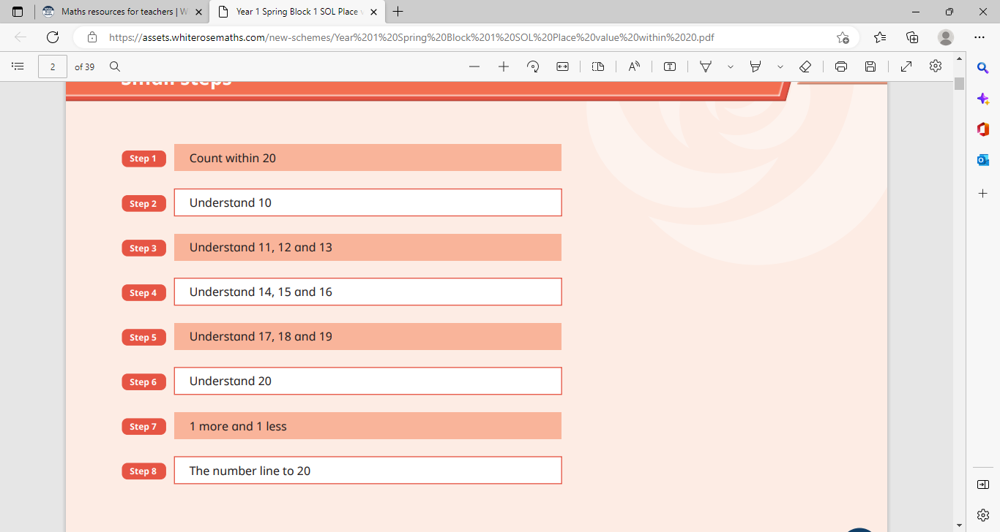 Maths resources for teachers | W
Year 1 Spring Block 1 SOL Place v
https://assets.whiterosemaths.com/new-schemes/Year%201%20Spring%20Block%201%20SOL%20Place%20value%20within%2020.pdf
2 of 39
Small steps
Step 1 Count within 20
Step 2 Understand 10
Step 3 Understand 11, 12 and 13
Step 4 Understand 14, 15 and 16
Step 5 Understand 17, 18 and 19
Step 6 Understand 20
Step 7 1 more and 1 less
Step 8 The number line to 20